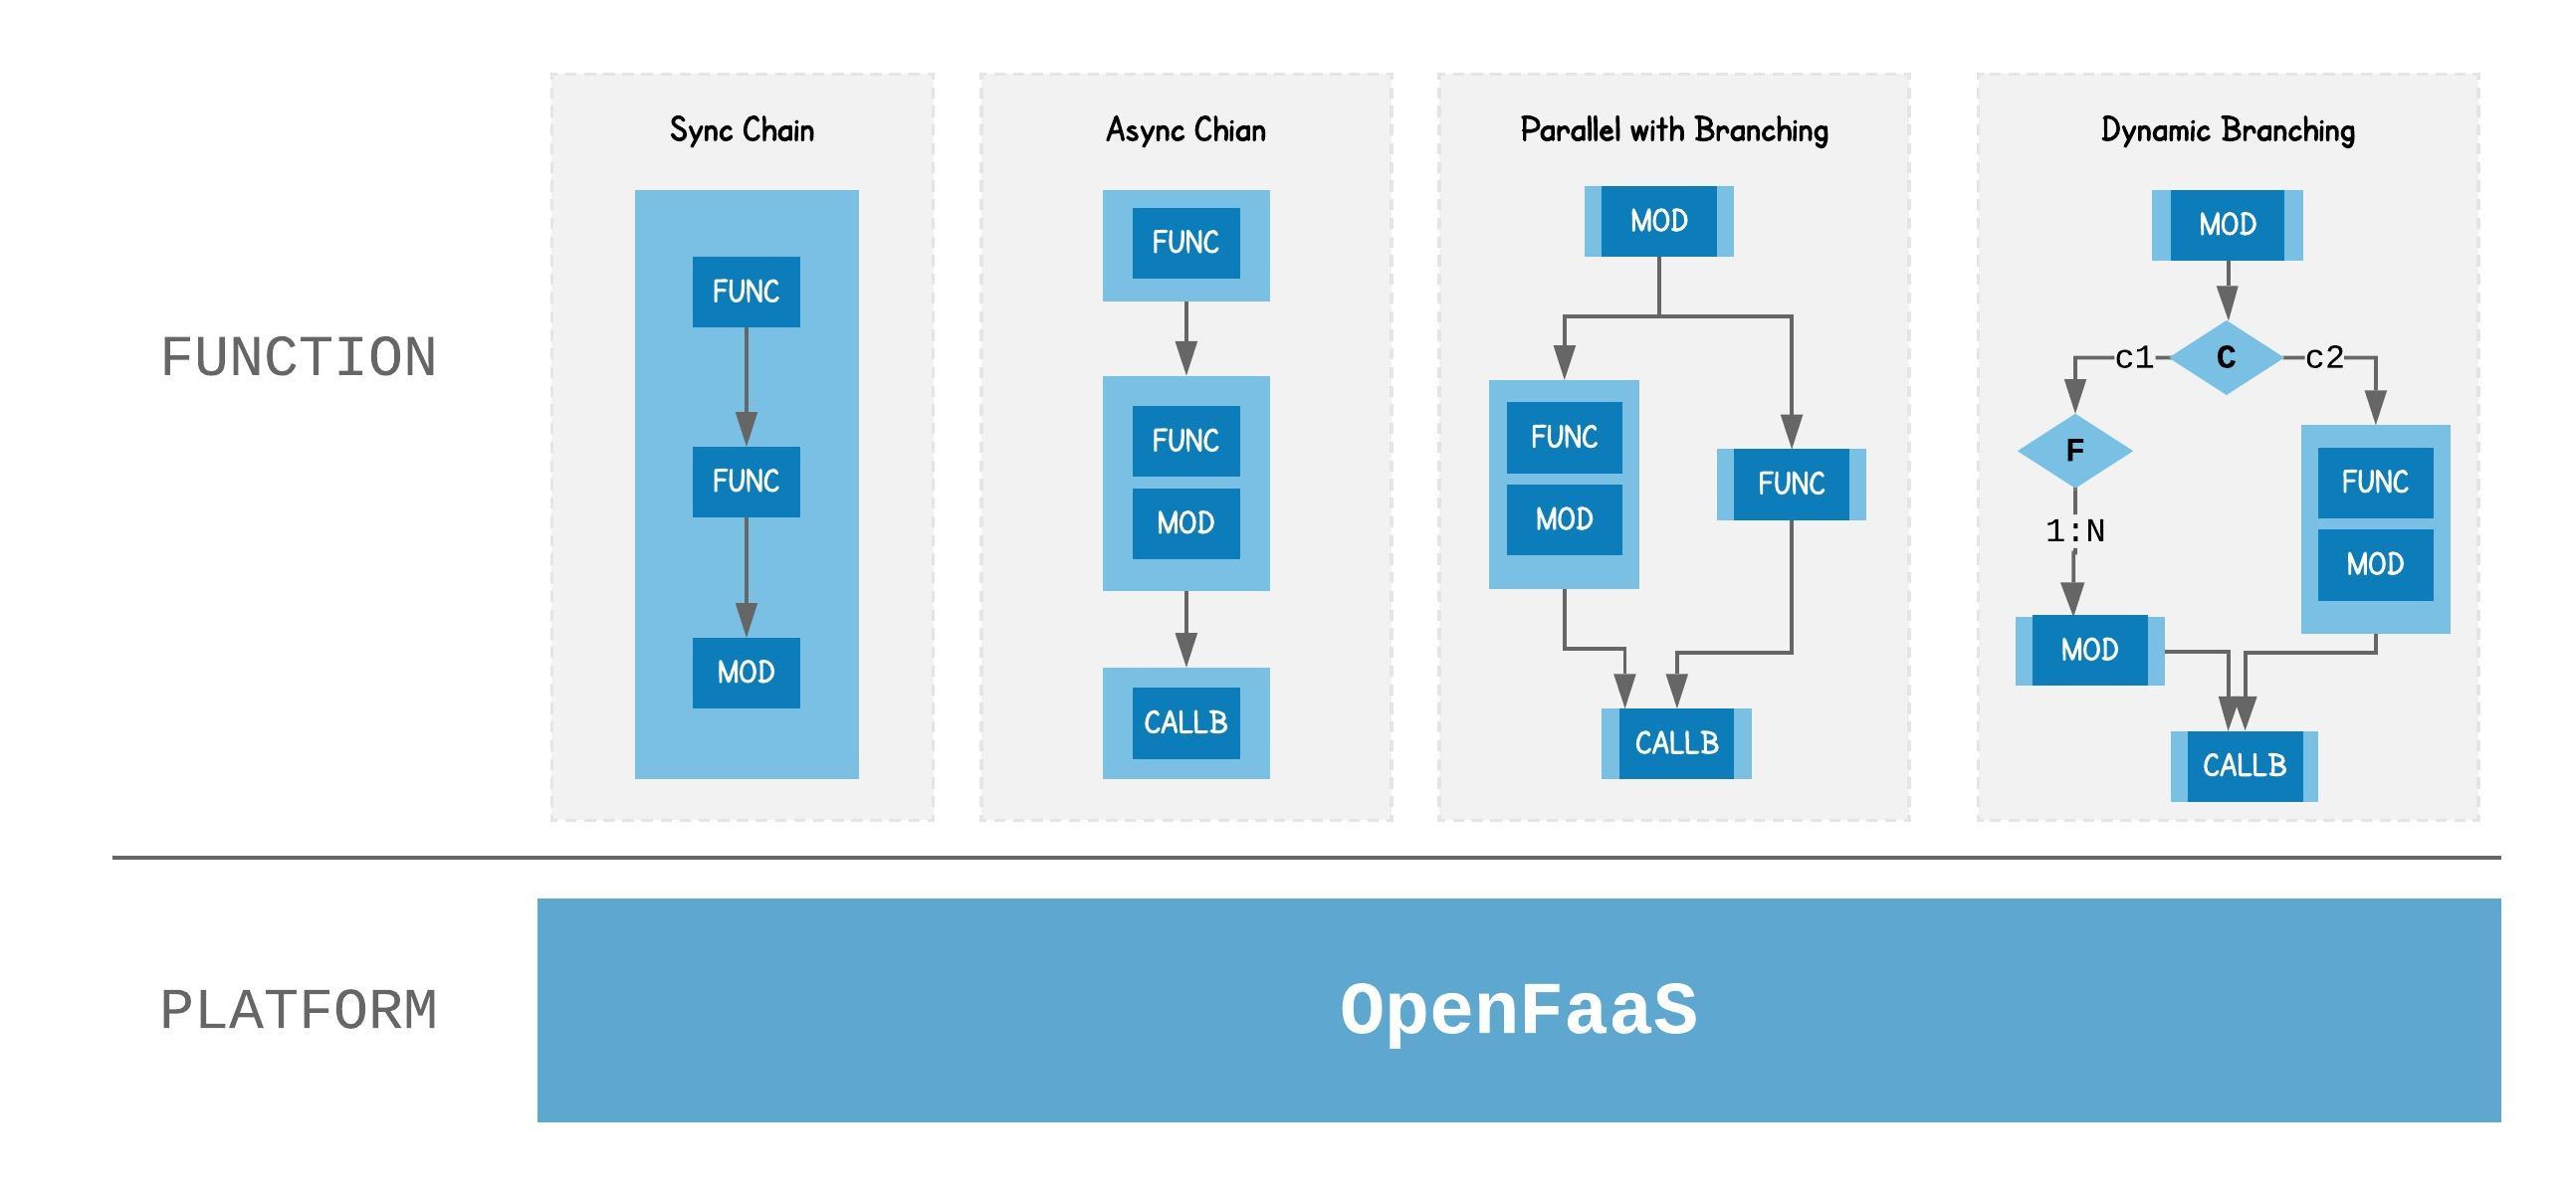 FUNCTION
Sync Chain
FUNC
FUNC
MOD
Async Chian
FUNC
FUNC
MOD
CALLB
Parallel with Branching
MOD
FUNC
MOD
FUNC
CALLB
Dynamic Branching
MOD
C
c1
c2
F
1:N
MOD
FUNC
MOD
CALLB
PLATFORM
OpenFaaS